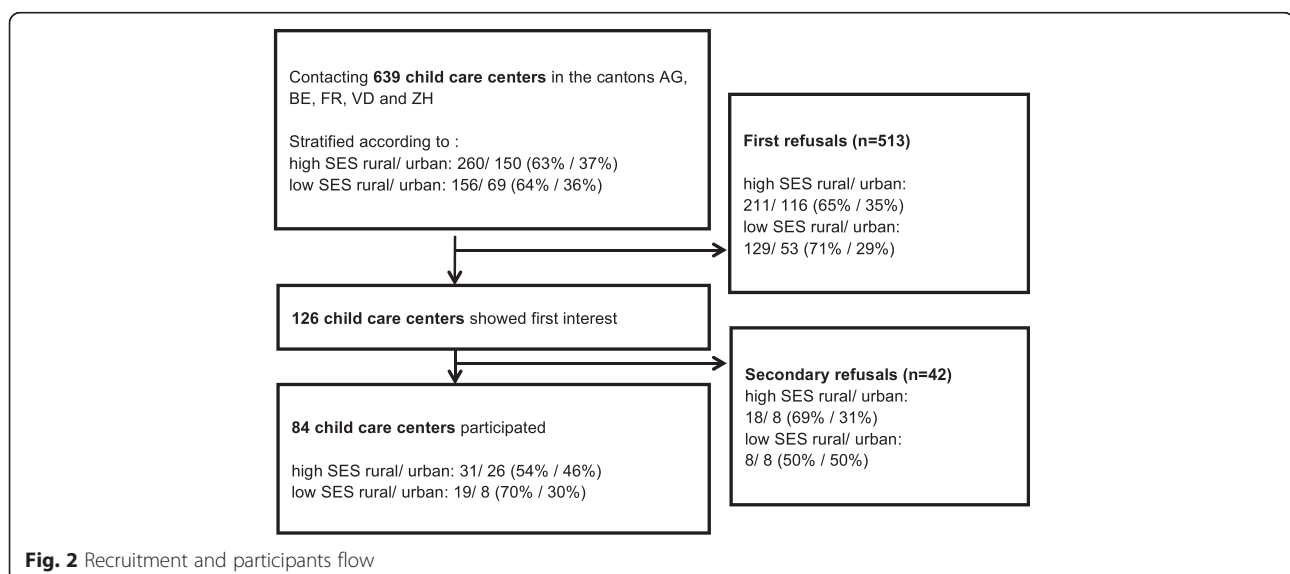 Contacting 639 child care centers in the cantons AG,
BE, FR, VD and ZH
Stratified according to :
high SES rural/ urban: 260/ 150 (63% / 37%)
low SES rural/ urban: 156/ 69 (64% / 36%)
First refusals (n=513)
high SES rural/ urban:
211/ 116 (65% / 35%)
low SES rural/ urban:
129/ 53 (71% / 29%)
126 child care centers showed first interest
Secondary refusals (n=42)
high SES rural/ urban:
18/ 8 (69% / 31%)
low SES rural/ urban:
8/ 8 (50% / 50%)
84 child care centers participated
high SES rural/ urban: 31/ 26 (54% / 46%)
low SES rural/ urban: 19/ 8 (70% / 30%)
Fig. 2 Recruitment and participants flow